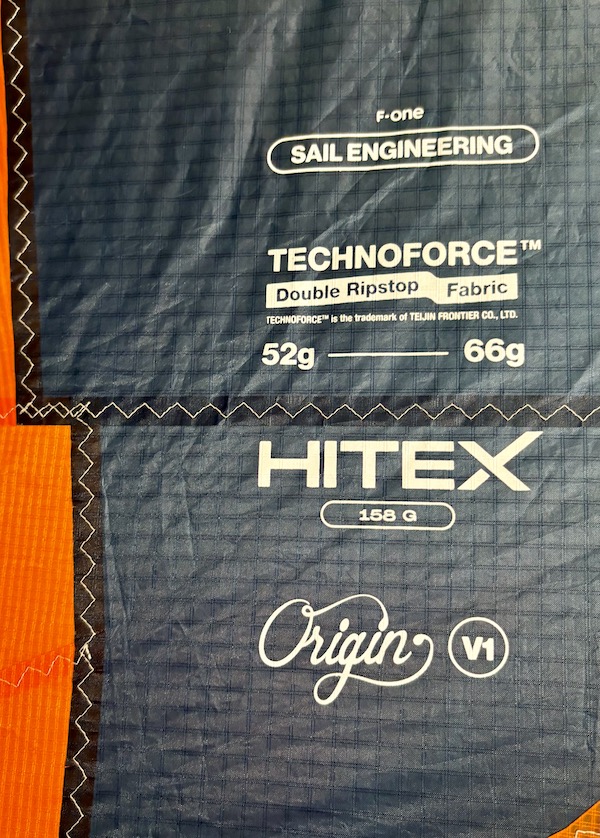 F-one
SAIL ENGINEERING
TECHNOFORCE™
Double Ripstop Fabric
TECHNOFORCE™ is the trademark of TEIJIN FRONTIER CO., LTD.
52g 66g
HITEX
158 G
Origin V1